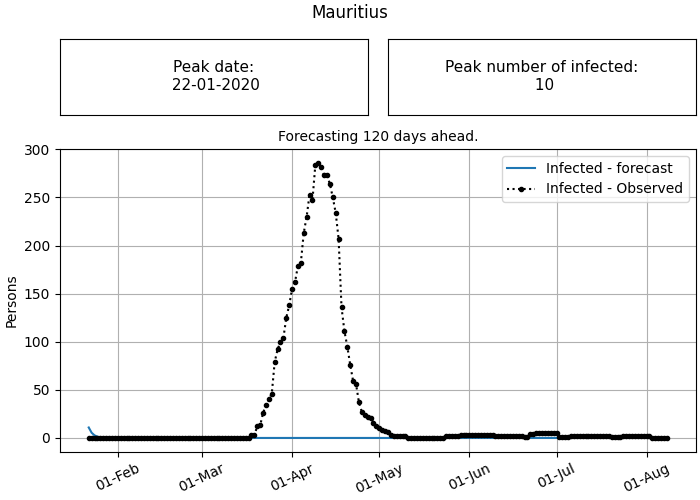 Mauritius
Peak date:
22-01-2020
Peak number of infected:
10
Forecasting 120 days ahead.
Infected - forecast
Infected - Observed
Persons
300
250
200
150
100
50
0
01-Feb
01-Mar
01-Apr
01-May
01-Jun
01-Jul
01-Aug